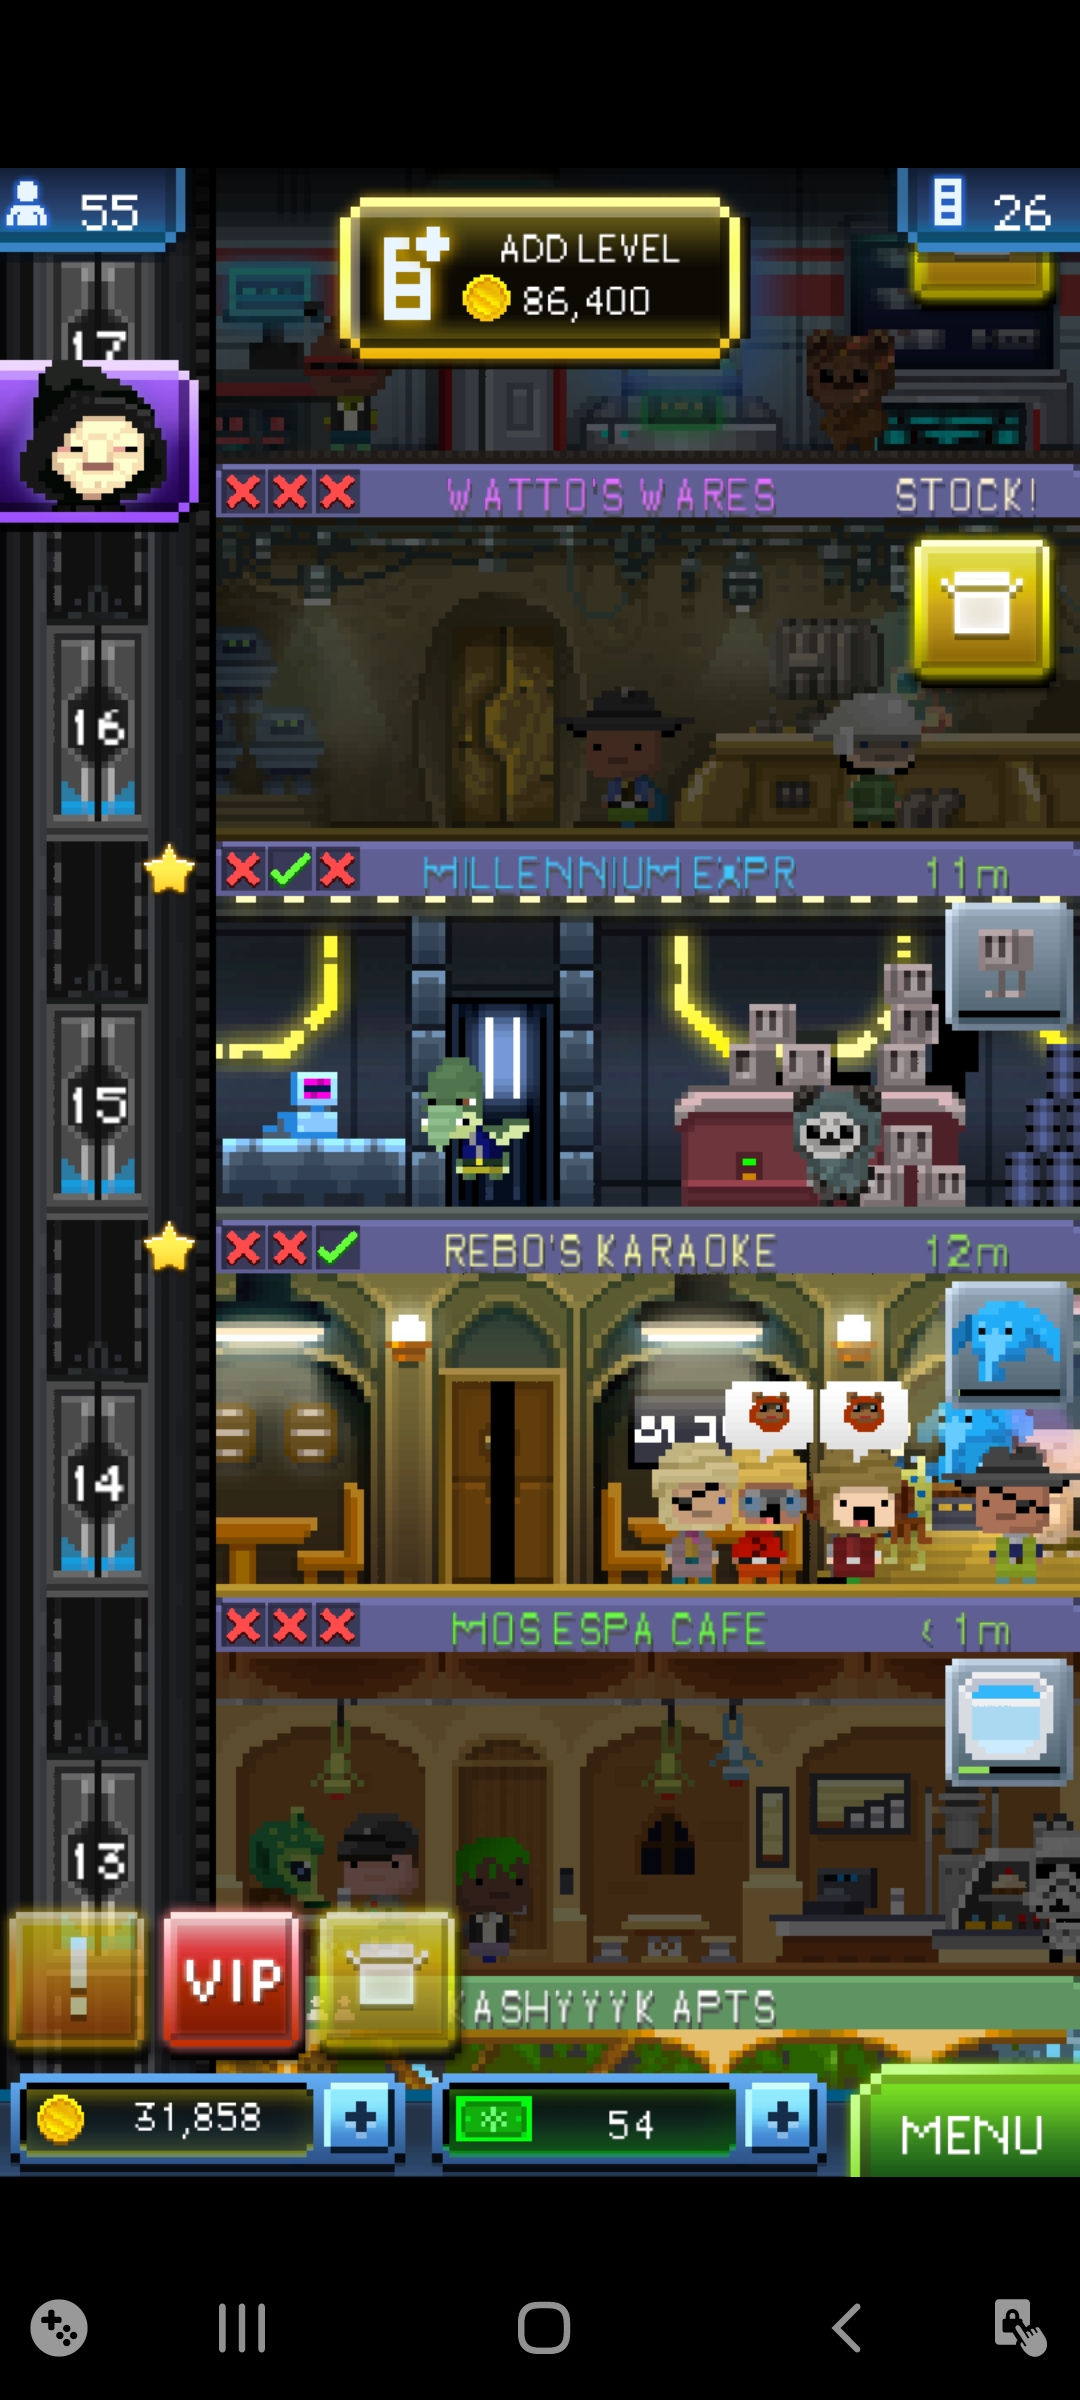 55
ADD LEVEL
86,400
26
17
WATTO'S WARES
STOCK!
16
MILLENNIUM EXPR
11m
15
REBO'S KARAOKE
12m
14
MOS ESPA CAFE
< 1m
13
!
VIP
KASHYYYK APTS
31,858
+
54
+
MENU